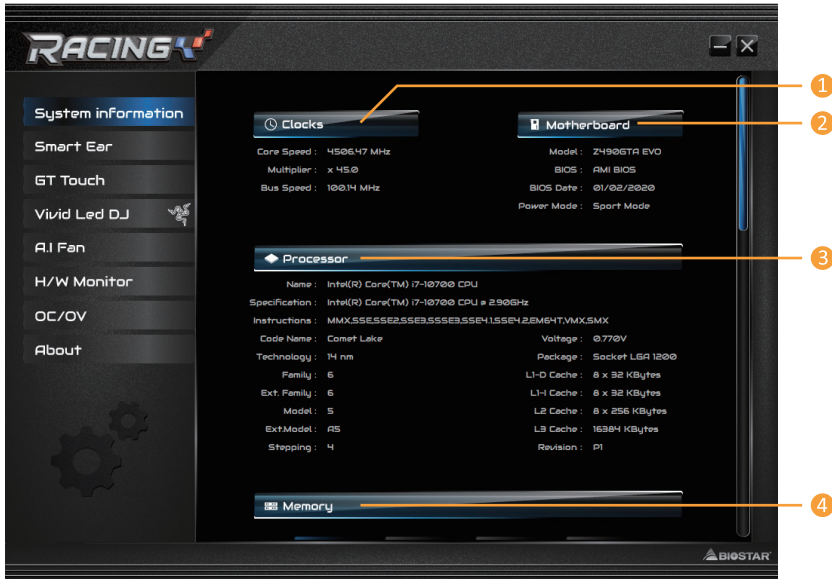 RACING
System information
Smart Ear
GT Touch
Vivid Led DJ
A.I Fan
H/W Monitor
OC/OV
About
Clocks
Core Speed : 4506.47 MHz
Multiplier : x 45.0
Bus Speed : 100.14 MHz
1
Motherboard
Model : Z490GTA EVO
BIOS : AMI BIOS
BIOS Date : 01/02/2020
Power Mode : Sport Mode
2
Processor
Name : Intel(R) Core(TM) i7-10700 CPU
Specification : Intel(R) Core(TM) i7-10700 CPU @ 2.90GHz
Instructions : MMX,SSE,SSE2,SSE3,SSSE3,SSE4.1,SSE4.2,EM64T,VMX,SMX
Code Name : Comet Lake
Technology : 14 nm
Family : 6
Ext. Family : 6
Model : 5
Ext.Model : A5
Stepping : 4
Voltage : 0.770V
Package : Socket LGA 1200
L1-D Cache : 8 x 32 KBytes
L1-I Cache : 8 x 32 KBytes
L2 Cache : 8 x 256 KBytes
L3 Cache : 16384 KBytes
Revision : P1
3
Memory
4
BIOSTAR